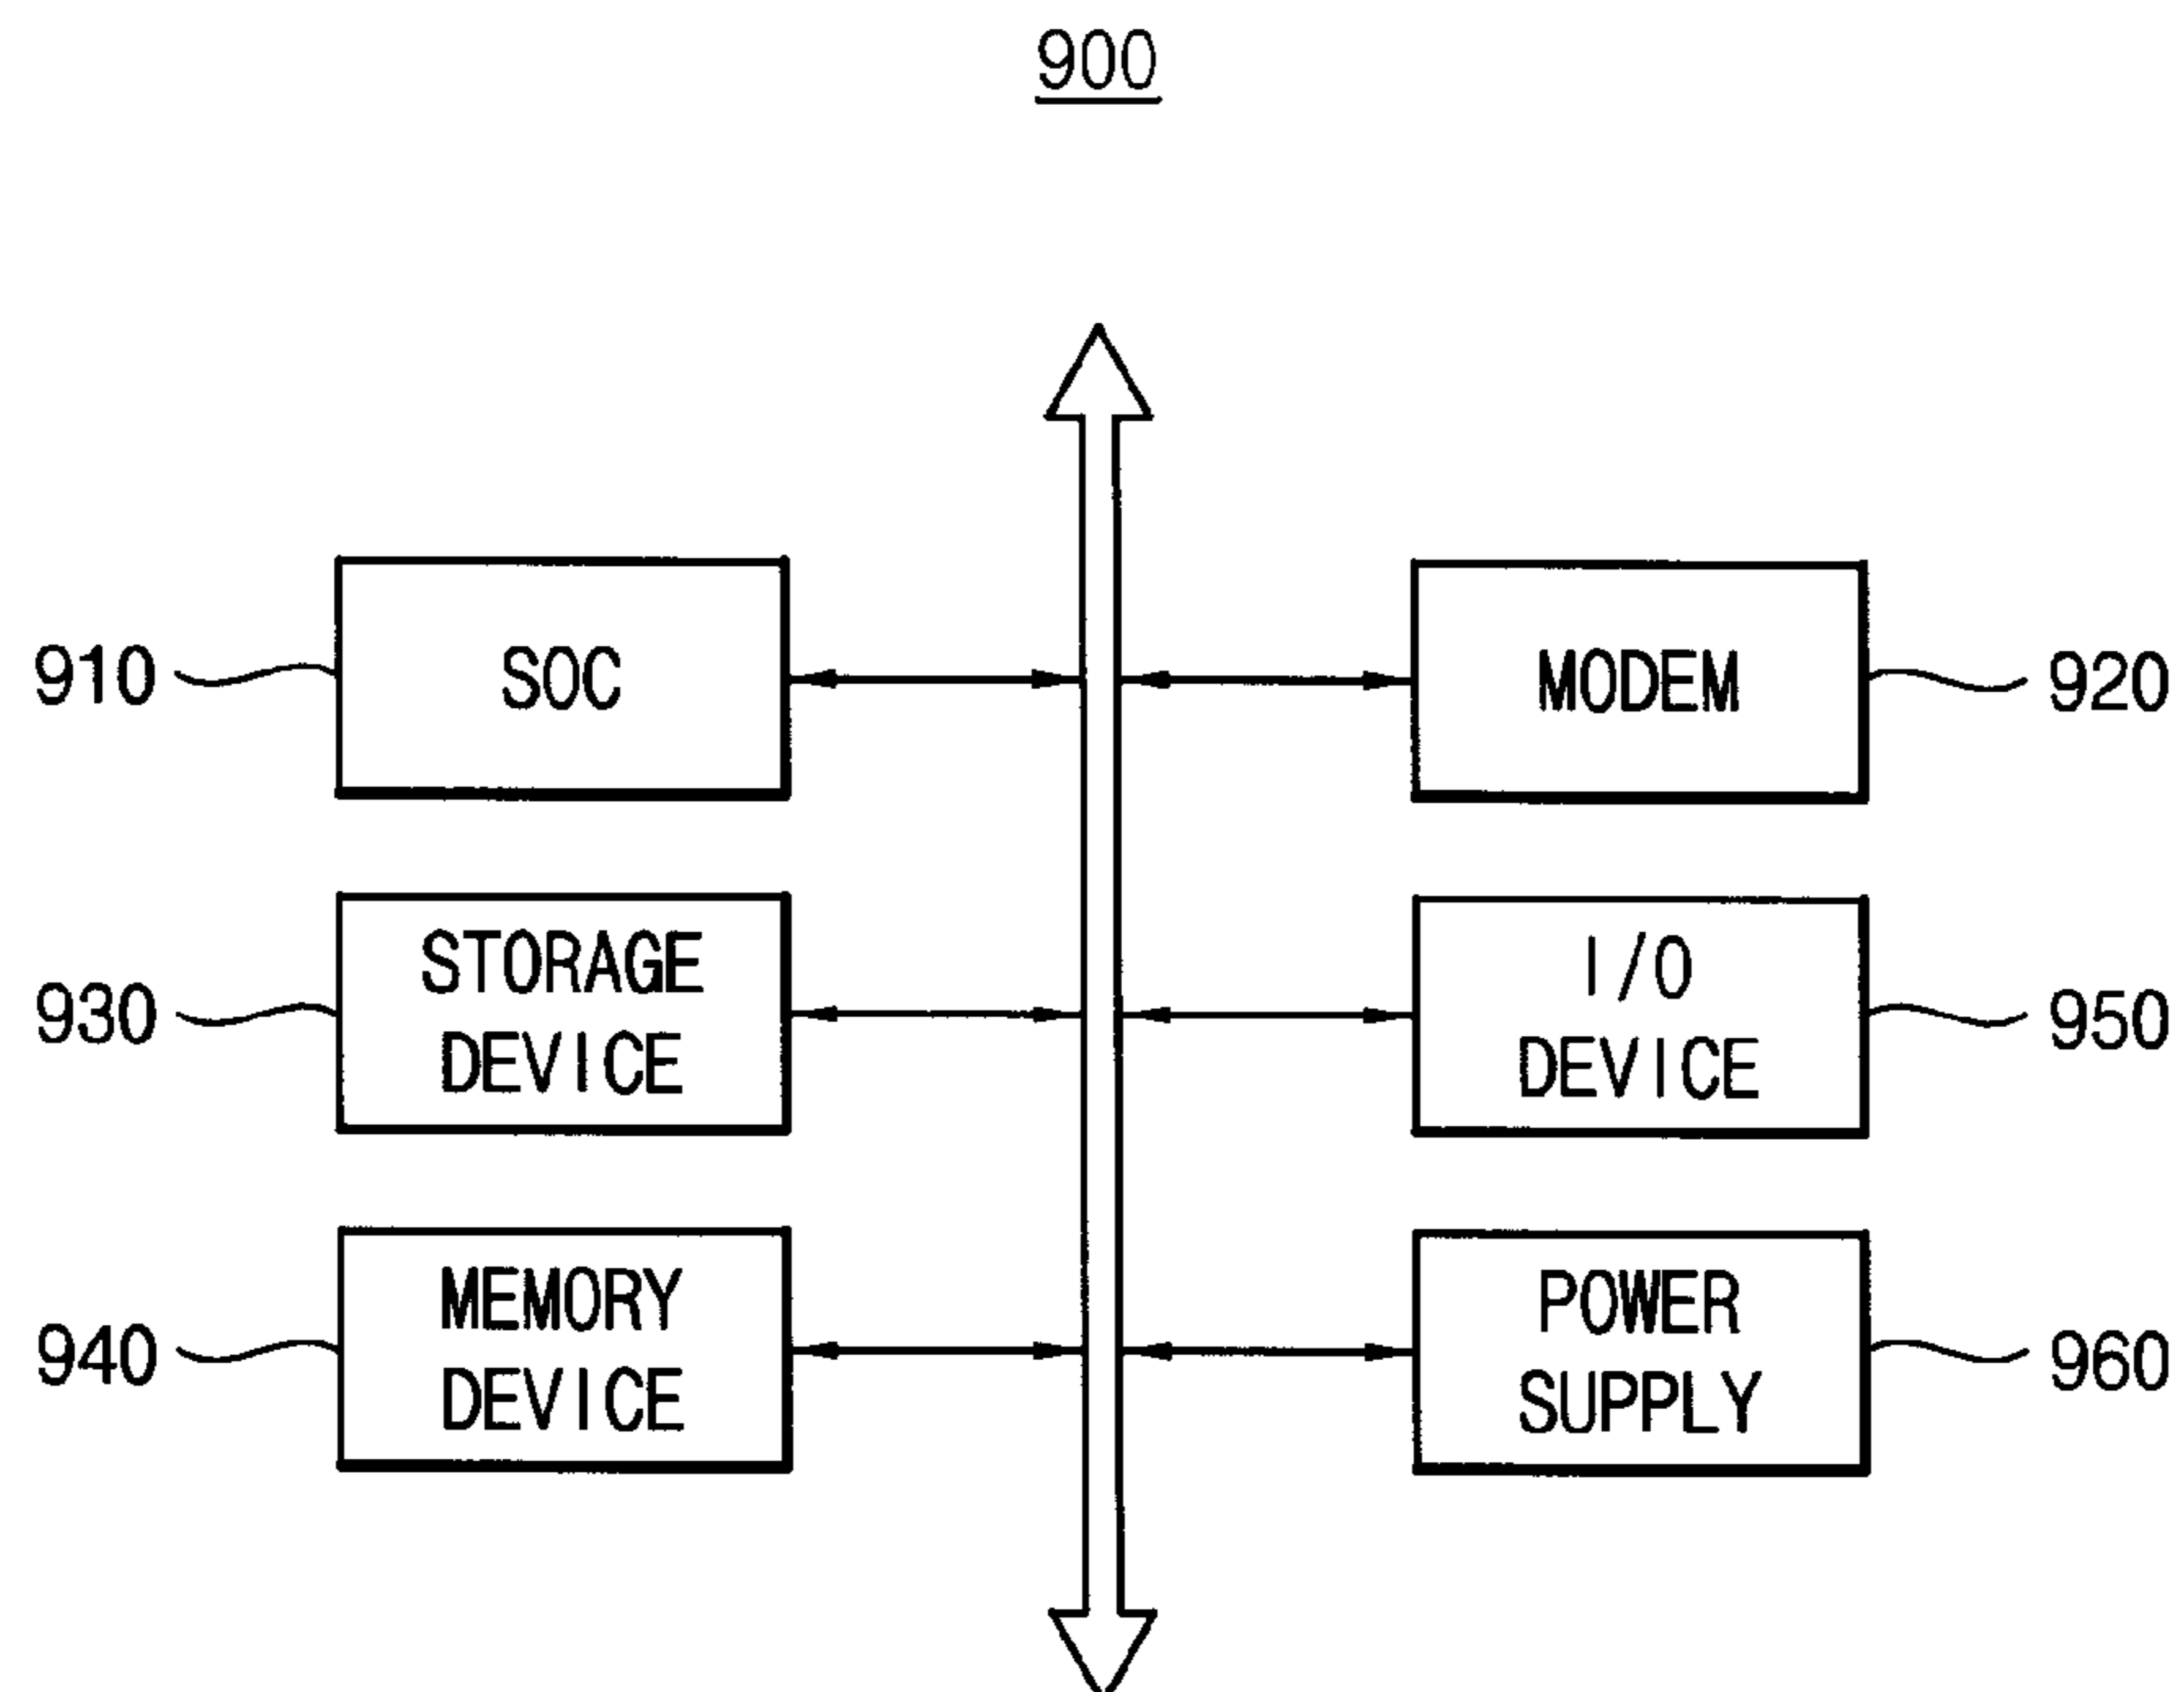 900
910
SOC
MODEM
920
930
STORAGE
DEVICE
I/O
DEVICE
950
940
MEMORY
DEVICE
POWER
SUPPLY
960